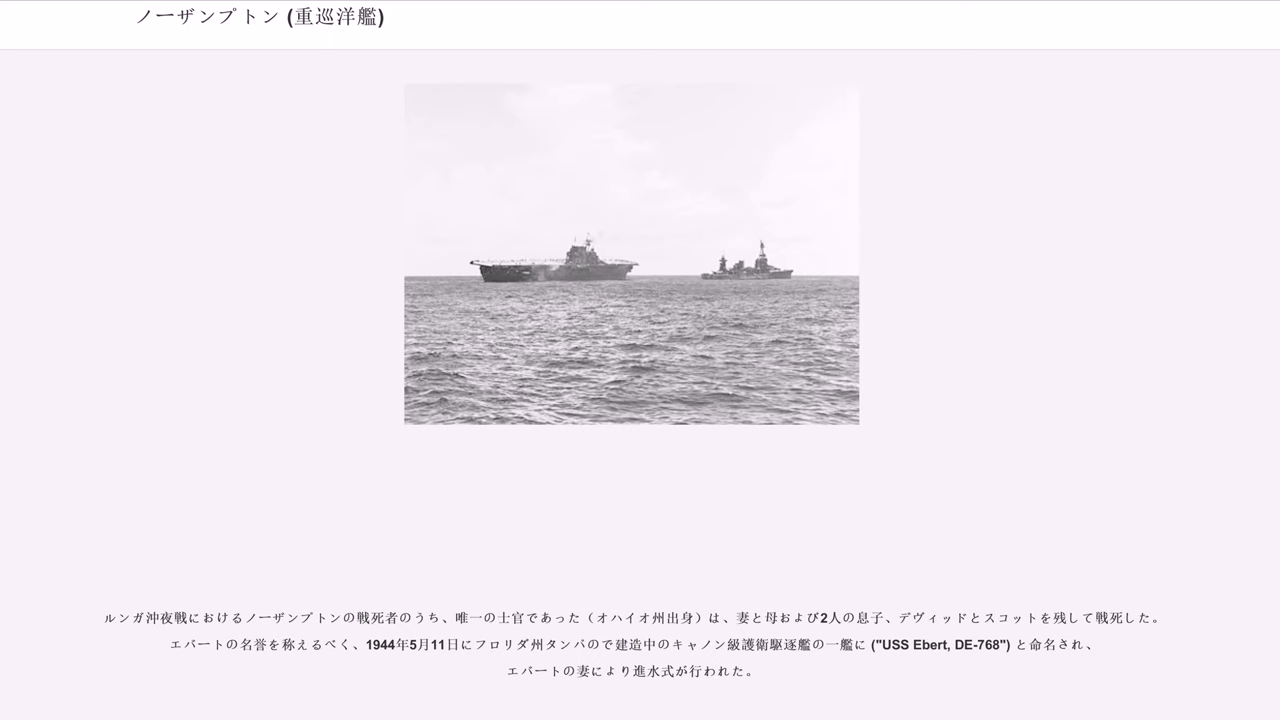 ノーザンプトン (重巡洋艦)
ルンガ沖夜戦におけるノーザンプトンの戦死者のうち、唯一の士官であった（オハイオ州出身）は、妻と母および2人の息子、デヴィッドとスコットを残して戦死した。
エバートの名誉を称えるべく、1944年5月11日にフロリダ州タンパので建造中のキャノン級護衛駆逐艦の一艦に ("USS Ebert, DE-768") と命名され、
エバートの妻により進水式が行われた。